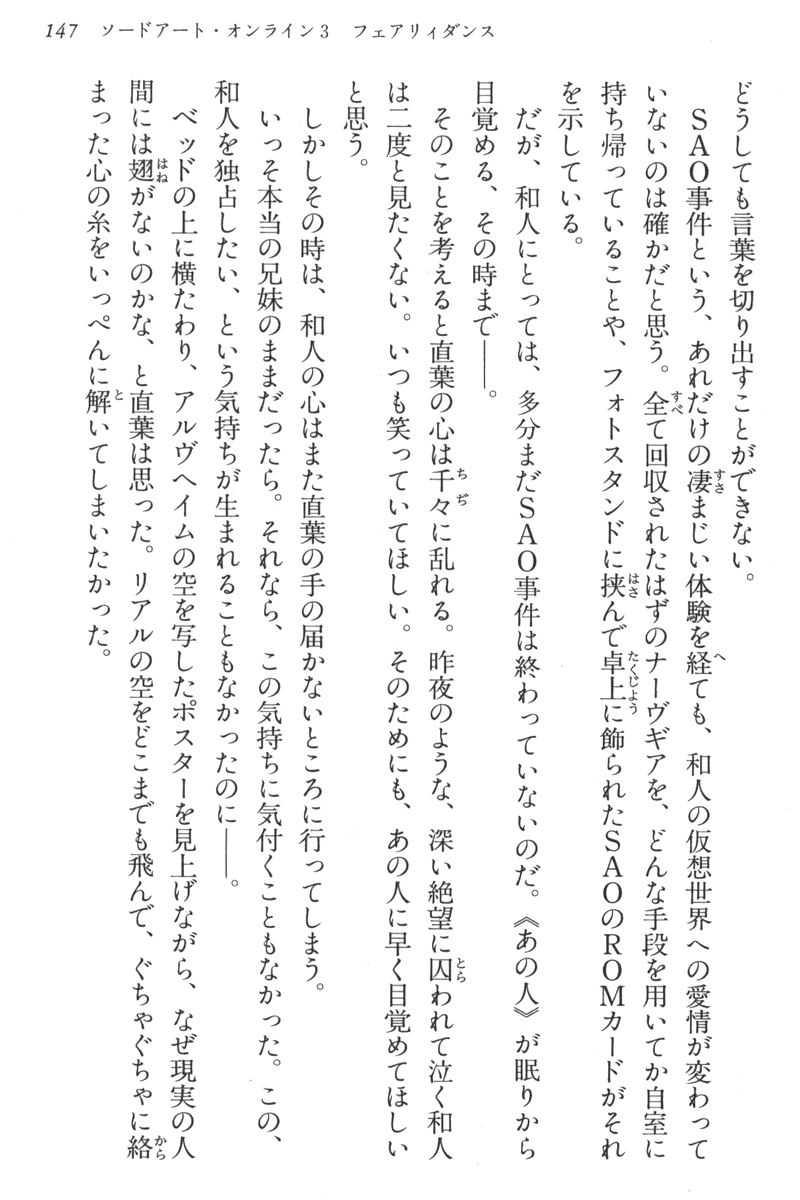 147 ソードアート・オンライン3 フェアリィダンス
どうしても言葉を切り出すことができない。
SAO事件という、あれだけの凄まじい体験を経ても、和人の仮想世界への愛情が変わって
いないのは確かだと思う。全て回収されたはずのナーヴギアを、どんな手段を用いてか自室に
持ち帰っていることや、フォトスタンドに挟んで卓上に飾られたSAOのROMカードがそれ
を示している。
だが、和人にとっては、多分まだSAO事件は終わっていないのだ。《あの人》が眠りから
目覚める、その時まで――。
そのことを考えると直葉の心は千々に乱れる。昨夜のような、深い絶望に囚われて泣く和人
は二度と見たくない。いつも笑っていてほしい。そのためにも、あの人に早く目覚めてほしい
と思う。
しかしその時は、和人の心はまた直葉の手の届かないところに行ってしまう。
いっそ本当の兄妹のままだったら。それなら、この気持ちに気付くこともなかった。この、
和人を独占したい、という気持ちが生まれることもなかったのに――。
ベッドの上に横たわり、アルヴヘイムの空を写したポスターを見上げながら、なぜ現実の人
間には翅がないのかな、と直葉は思った。リアルの空をどこまでも飛んで、ぐちゃぐちゃに絡
まった心の糸をいっぺんに解いてしまいたかった。